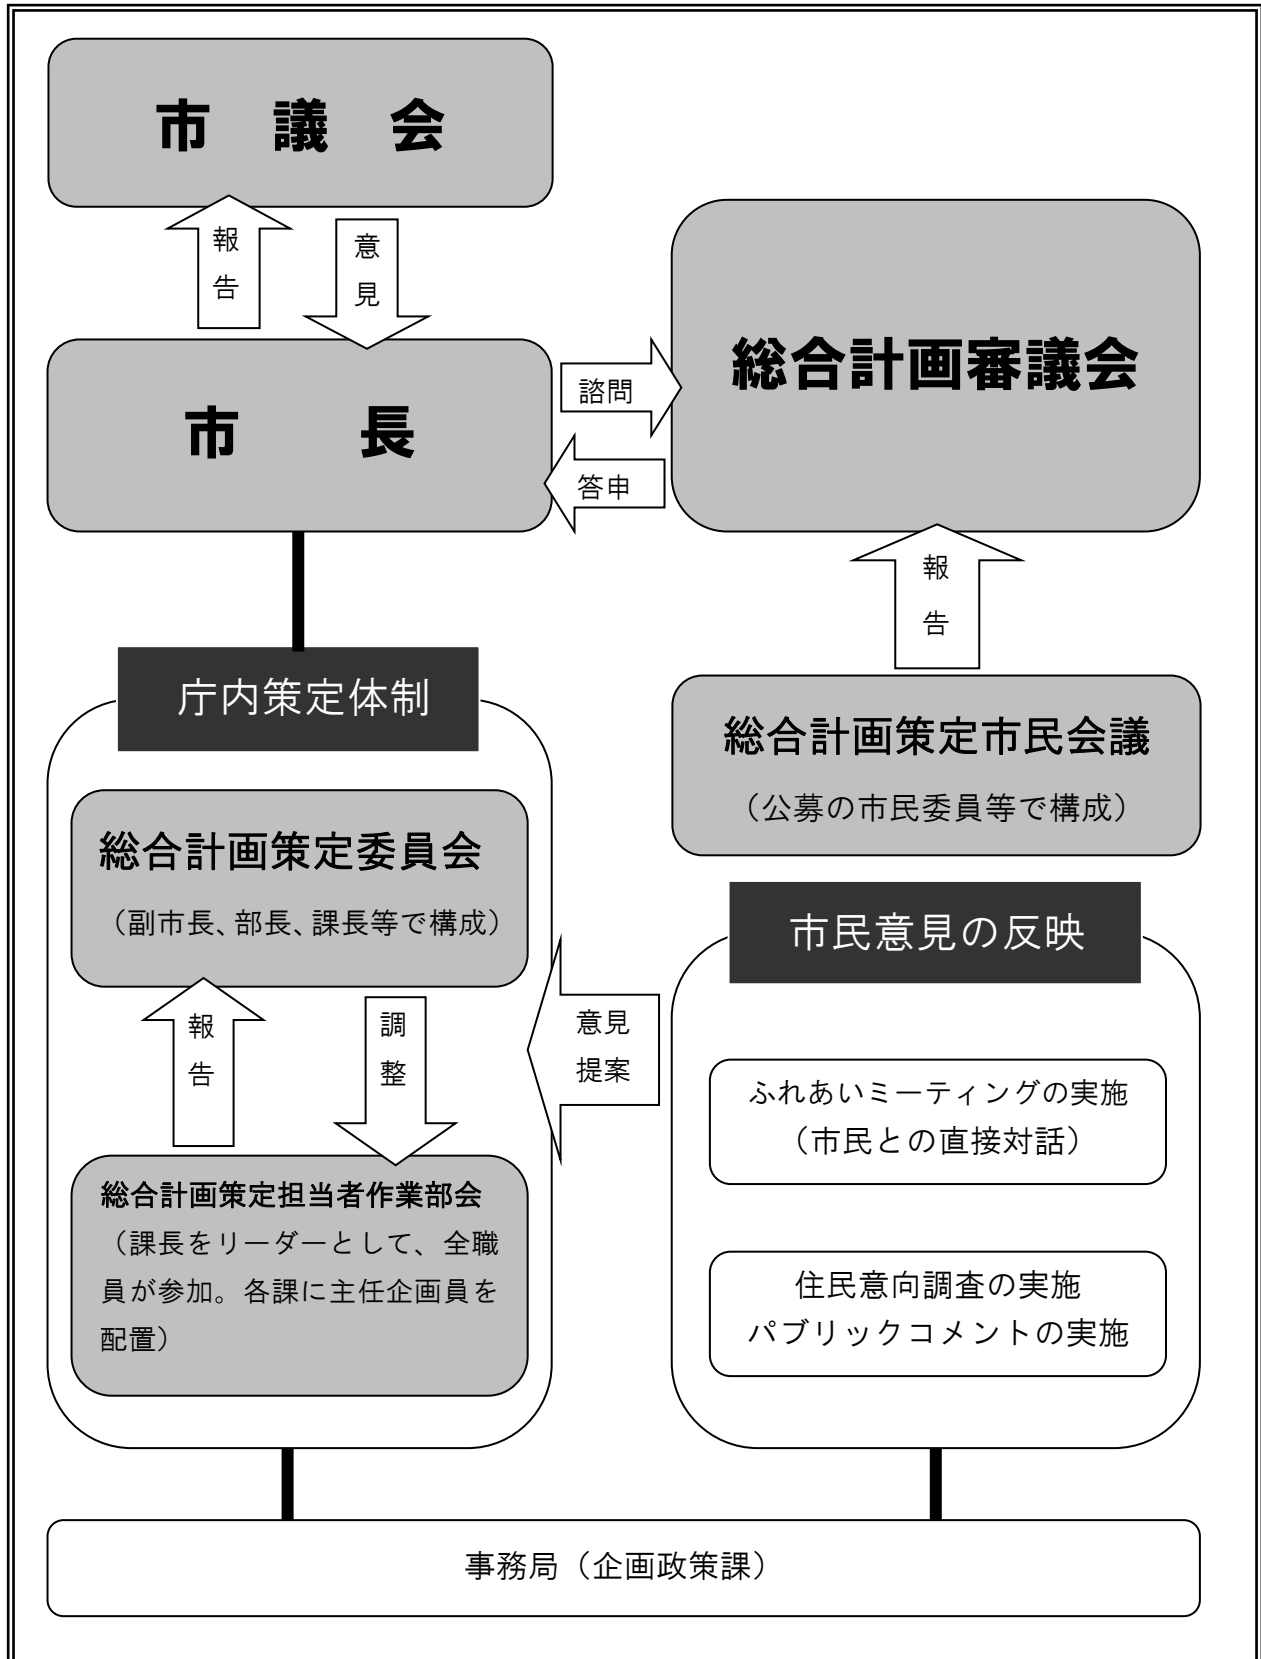 市　議　会
報告
意見
市　　長
諮問
答申
総合計画審議会
報告
庁内策定体制
総合計画策定委員会
（副市長、部長、課長等で構成）
報告
調整
総合計画策定担当者作業部会
（課長をリーダーとして、全職
員が参加。各課に主任企画員を
配置）
総合計画策定市民会議
（公募の市民委員等で構成）
市民意見の反映
意見
提案
ふれあいミーティングの実施
（市民との直接対話）
住民意向調査の実施
パブリックコメントの実施
事務局（企画政策課）